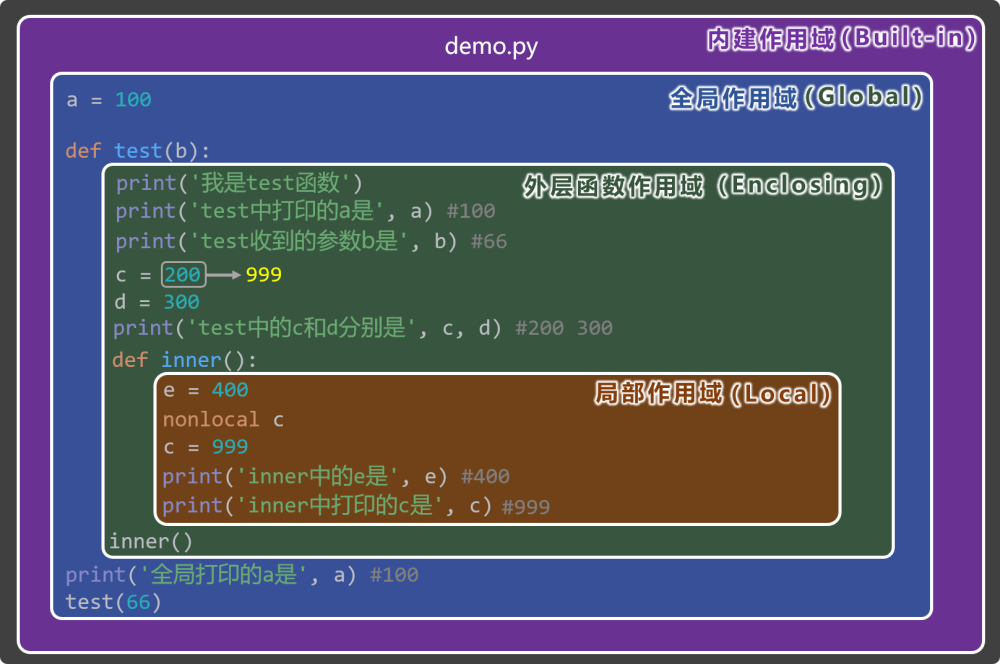 demo.py
内建作用域(Built-in)
a = 100
全局作用域(Global)
def test(b):
print('我是test函数')
外层函数作用域（Enclosing)
print('test中打印的a是', a) #100
print('test收到的参数b是', b) #66
c = 200 999
d = 300
print('test中的c和d分别是', c, d) #200 300
def inner():
e = 400
局部作用域(Local)
nonlocal c
c = 999
print('inner中的e是', e) #400
print('inner中打印的c是', c) #999
inner()
print('全局打印的a是', a) #100
test(66)